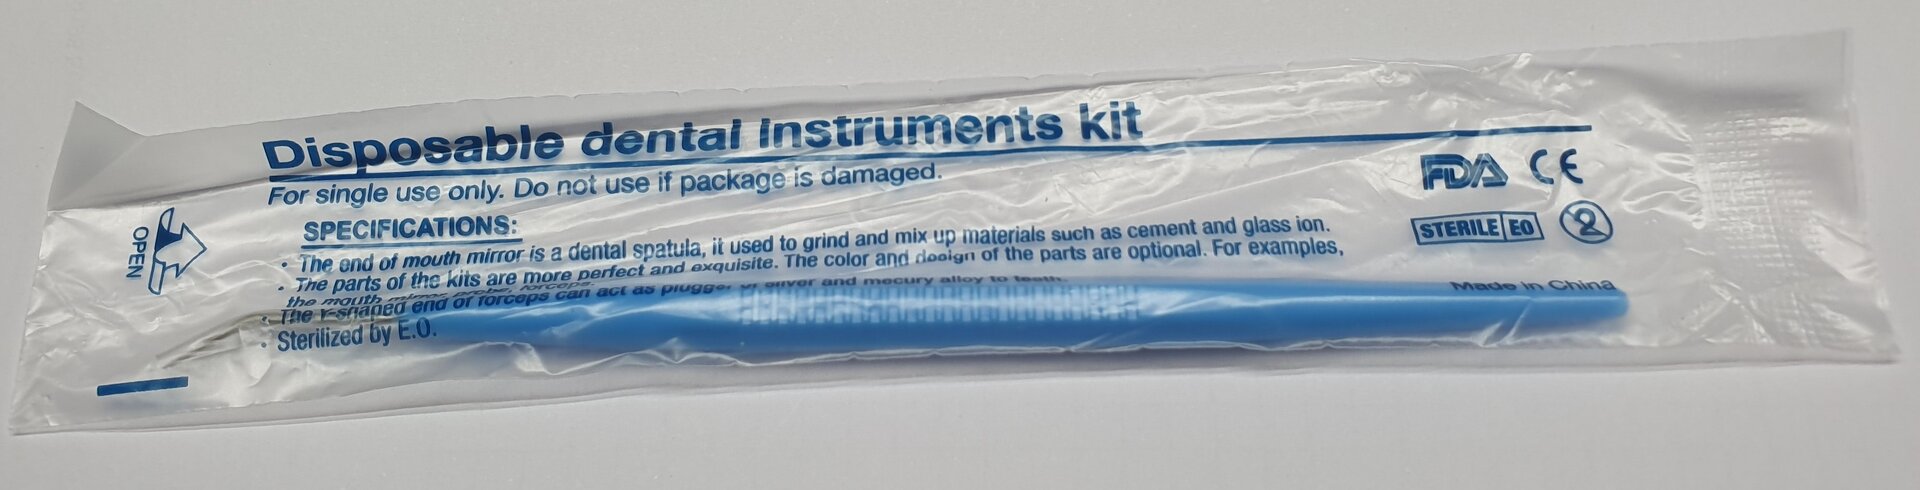 Disposable dental Instruments kit
For single use only. Do not use if package is damaged.
FDA CE
OPEN
SPECIFICATIONS:
STERILE EO 2
• The end of mouth mirror is a dental spatula, it used to grind and mix up materials such as cement and glass ion.
• The parts of the kits are more perfect and exquisite. The color and design of the parts are optional. For examples,
the mouth forceps.
• The Y-shaped end of forceps can act as plugger of silver and mecury alloy to teeth.
• Sterilized by E.O.
Made in China